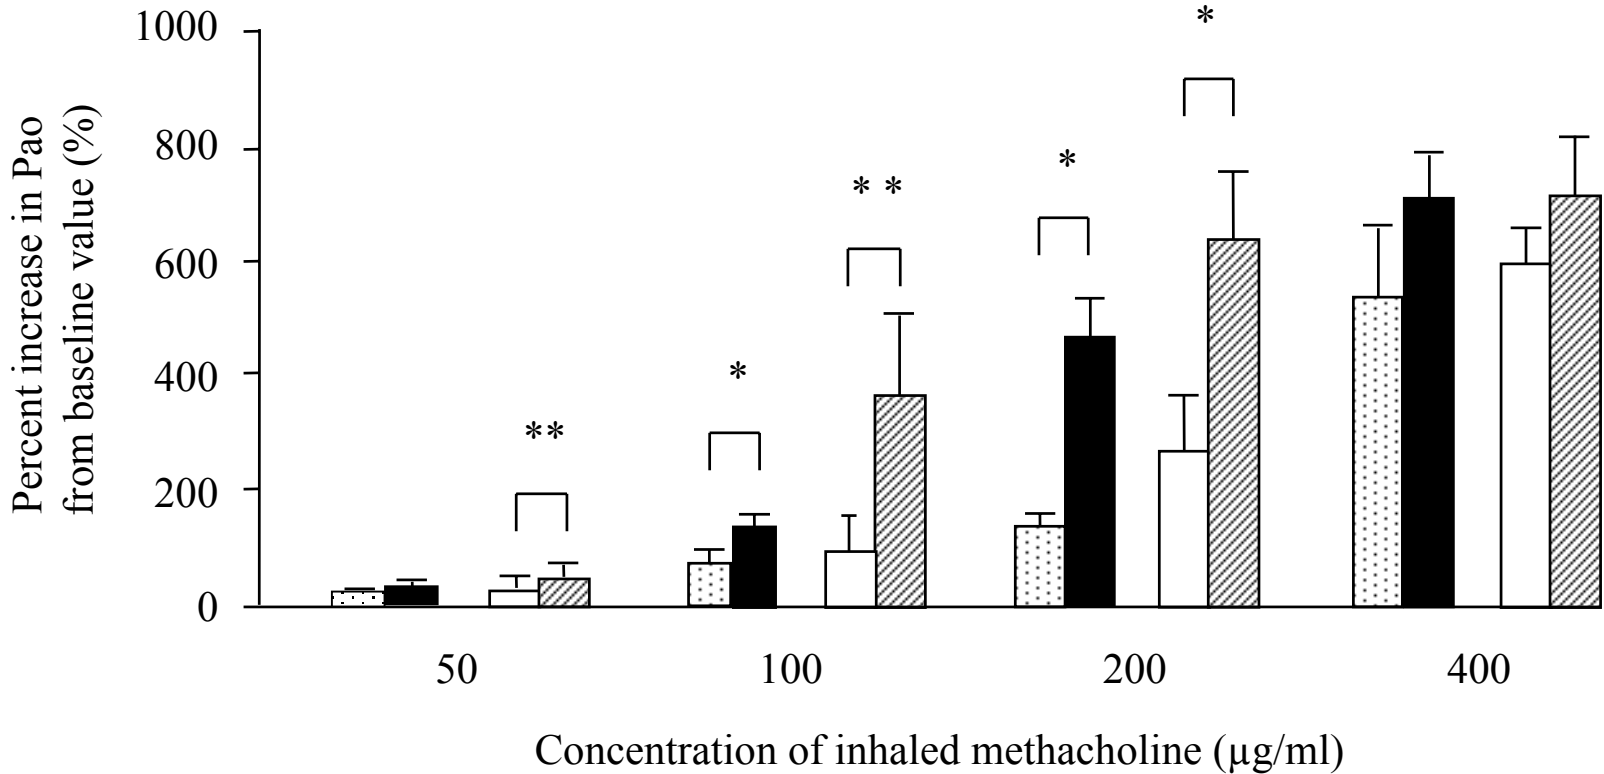 Percent increase in Pao
from baseline value (%)
1000
800
600
400
200
0
*
*
* *
*
**
50 100 200 400
Concentration of inhaled methacholine (µg/ml)